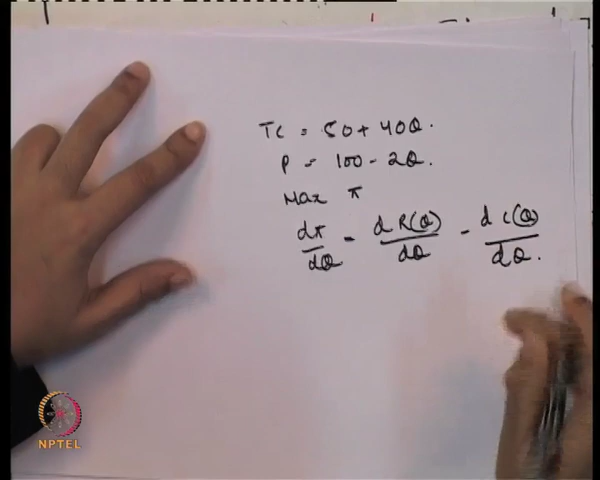 TC = 50 + 40Q.
P = 100 - 2Q.
Max π
dπ/dQ = dR(Q)/dQ - dC(Q)/dQ.
NPTEL